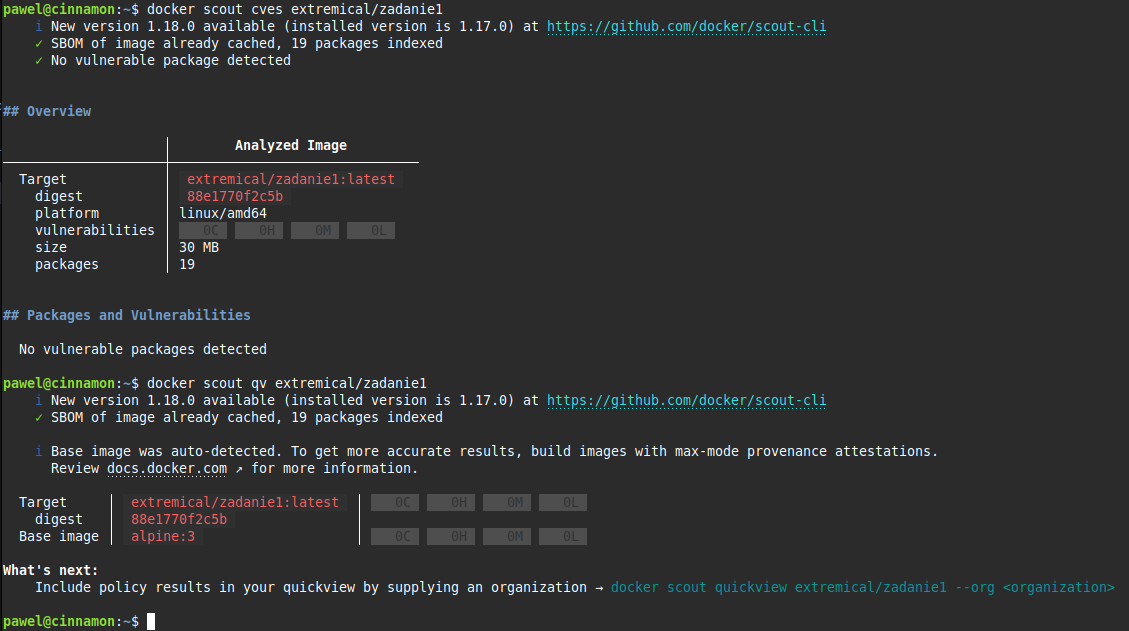 pawel@cinnamon:~$ docker scout cves extremical/zadanie1
i New version 1.18.0 available (installed version is 1.17.0) at https://github.com/docker/scout-cli
✓ SBOM of image already cached, 19 packages indexed
✓ No vulnerable package detected
## Overview
Analyzed Image
Target │ extremical/zadanie1:latest
digest │ 88e1770f2c5b
platform │ linux/amd64
vulnerabilities │ 0C 0H 0M 0L
size │ 30 MB
packages │ 19
## Packages and Vulnerabilities
No vulnerable packages detected
pawel@cinnamon:~$ docker scout qv extremical/zadanie1
i New version 1.18.0 available (installed version is 1.17.0) at https://github.com/docker/scout-cli
✓ SBOM of image already cached, 19 packages indexed
i Base image was auto-detected. To get more accurate results, build images with max-mode provenance attestations.
Review docs.docker.com ↗ for more information.
Target │ extremical/zadanie1:latest │ 0C 0H 0M 0L
digest │ 88e1770f2c5b │
Base image │ alpine:3 │ 0C 0H 0M 0L
What's next:
Include policy results in your quickview by supplying an organization → docker scout quickview extremical/zadanie1 --org <organization>
pawel@cinnamon:~$